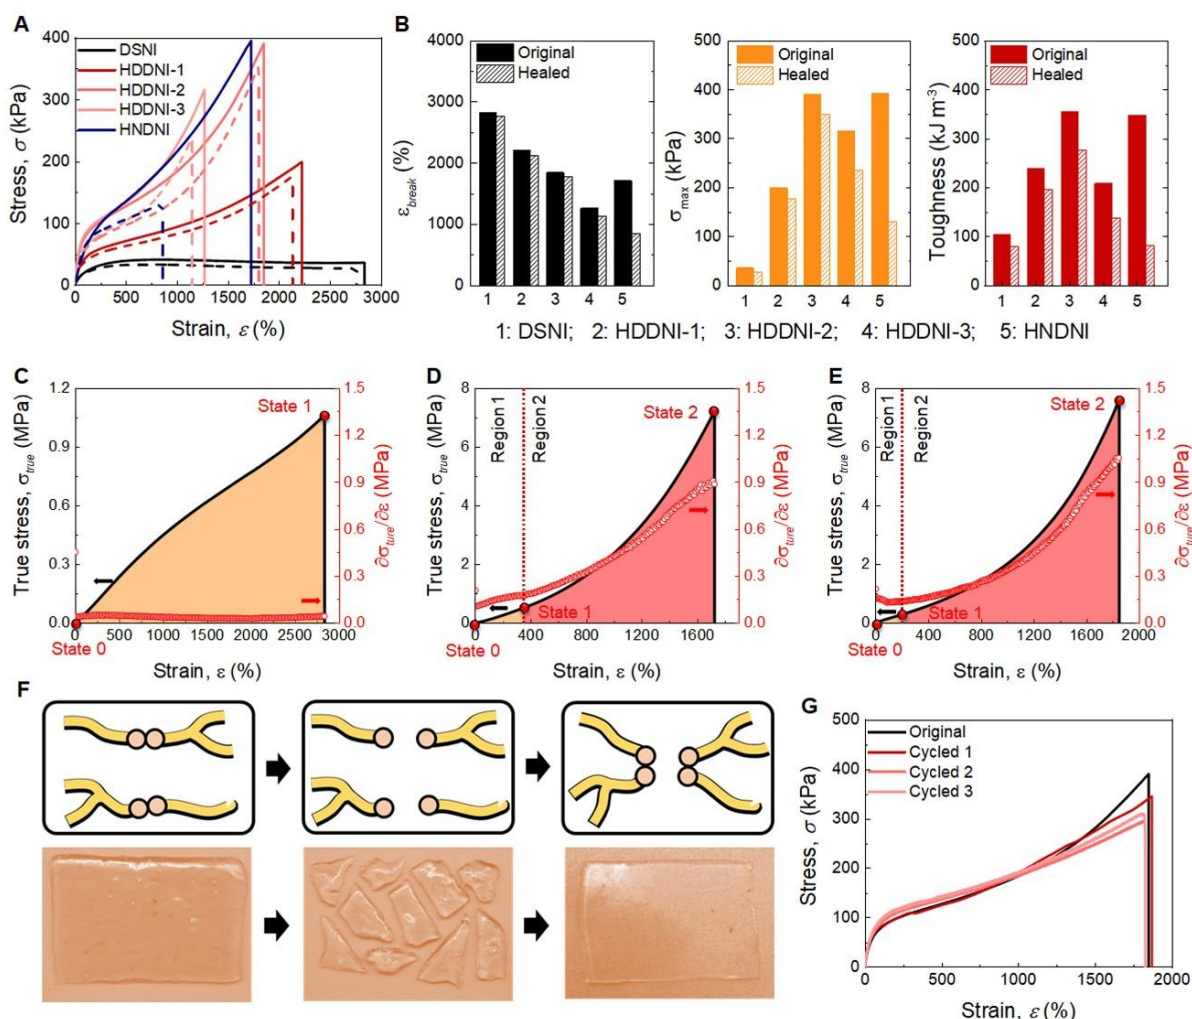 A
400
300
200
100
0
Stress, σ (kPa)
DSNI
HDDNI-1
HDDNI-2
HDDNI-3
HNDNI
0 500 1000 1500 2000 2500 3000
Strain, ε (%)
B
4000
3000
2000
1000
0
ε_break (%)
Original
Healed
1 2 3 4 5
500
400
300
200
100
0
σ_max (kPa)
Original
Healed
1 2 3 4 5
500
400
300
200
100
0
Toughness (kJ m⁻³)
Original
Healed
1 2 3 4 5
1: DSNI; 2: HDDNI-1; 3: HDDNI-2; 4: HDDNI-3; 5: HNDNI
C
1.2
0.9
0.6
0.3
0.0
True stress, σ_true (MPa)
State 1
State 0
1.5
1.2
0.9
0.6
0.3
0.0
∂σ_ture/∂ε (MPa)
0 500 1000 1500 2000 2500 3000
Strain, ε (%)
D
8
6
4
2
0
True stress, σ_true (MPa)
Region 1
Region 2
State 2
State 1
State 0
1.5
1.2
0.9
0.6
0.3
0.0
∂σ_ture/∂ε (MPa)
0 400 800 1200 1600
Strain, ε (%)
E
8
6
4
2
0
True stress, σ_true (MPa)
Region 1
Region 2
State 2
State 1
State 0
1.5
1.2
0.9
0.6
0.3
0.0
∂σ_ture/∂ε (MPa)
0 400 800 1200 1600 2000
Strain, ε (%)
F
G
500
400
300
200
100
0
Stress, σ (kPa)
Original
Cycled 1
Cycled 2
Cycled 3
0 500 1000 1500 2000
Strain, ε (%)